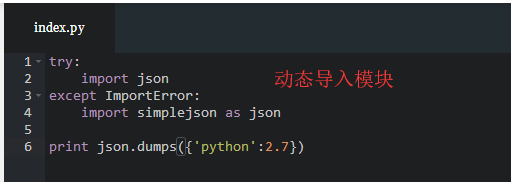 index.py
1 try:
2     import json
动态导入模块
3 except ImportError:
4     import simplejson as json
5
6 print json.dumps({'python':2.7})